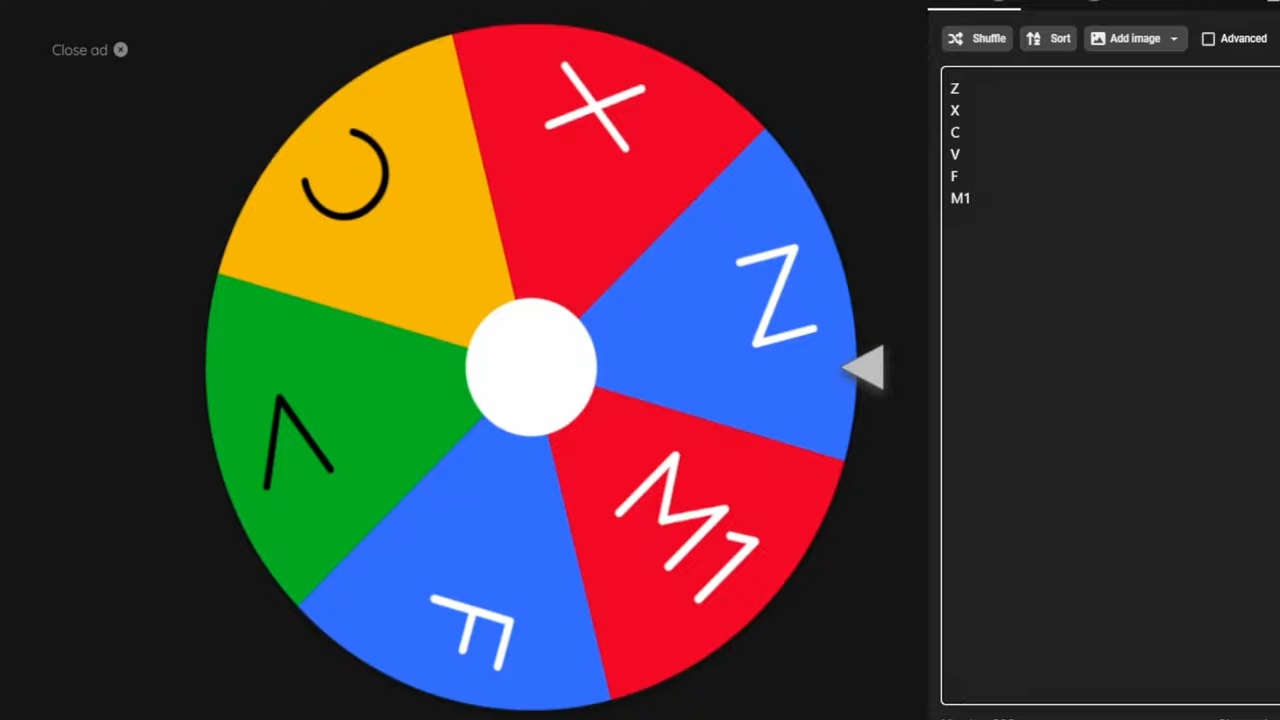 Close ad
Shuffle
Sort
Add image
Advanced
X
C
Z
V
M1
F
Z
X
C
V
F
M1